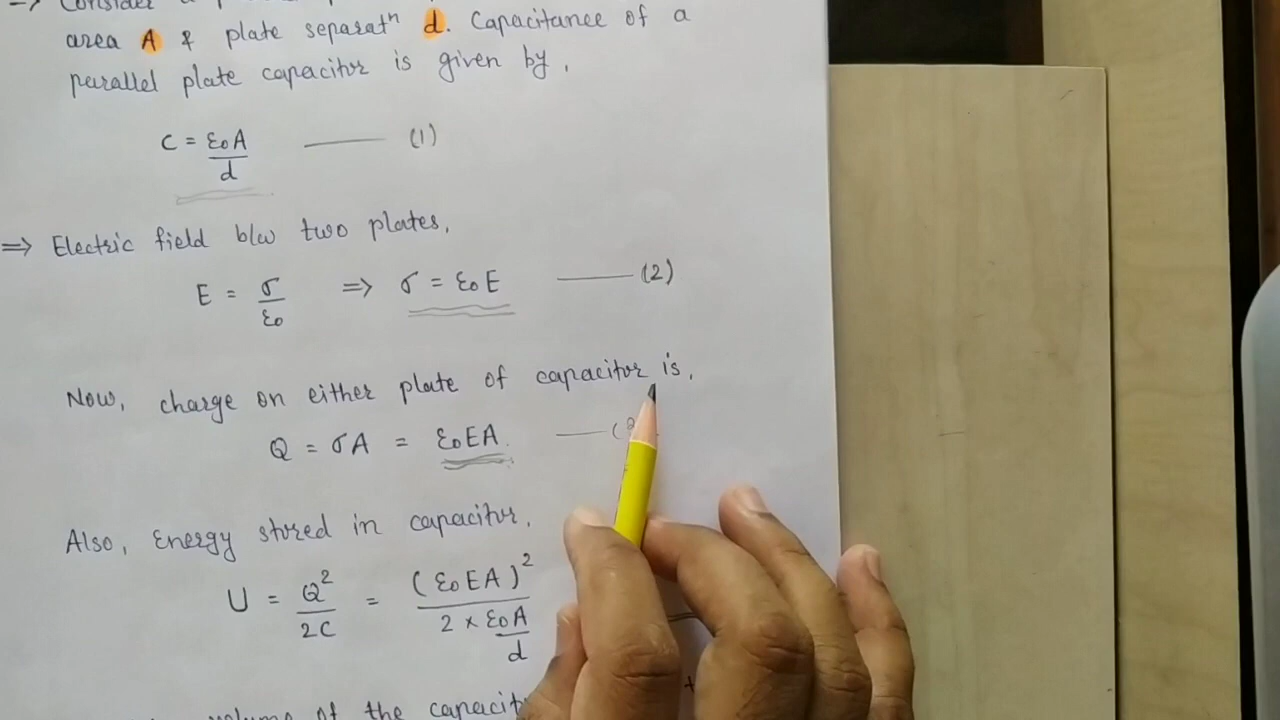 → Consider a
area A & plate separatⁿ d. Capacitance of a
parallel plate capacitor is given by,
C = ε₀A/d —— (1)
⇒ Electric field b/w two plates,
E = σ/ε₀ ⇒ σ = ε₀E —— (2)
Now, charge on either plate of capacitor is,
Q = σA = ε₀EA. ——(
Also, Energy stored in capacitor,
U = Q²/2C = (ε₀EA)²/2 × ε₀A/d
volume of the capacit